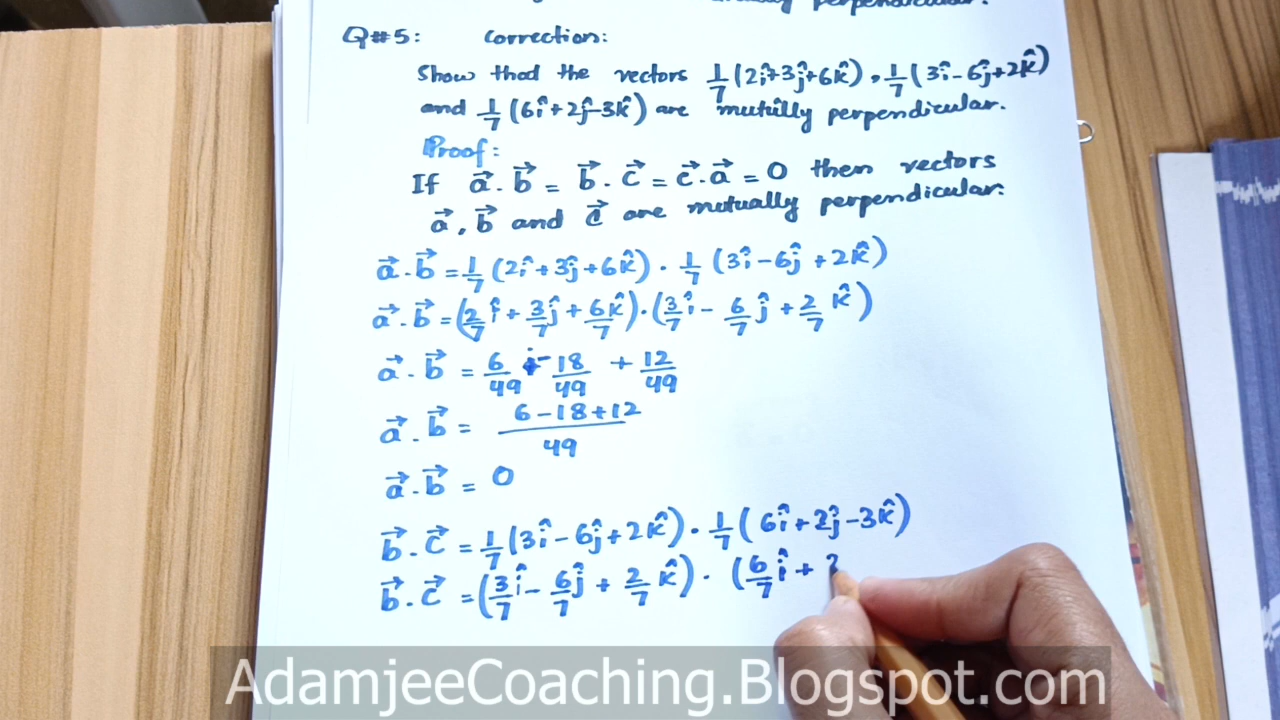 mutually perpendicular.
Q#5: Correction:
Show that the vectors 1/7 (2î+3ĵ+6k̂), 1/7 (3î-6ĵ+2k̂)
and 1/7 (6î+2ĵ-3k̂) are mutully perpendicular.
Proof:
If a⃗ . b⃗ = b⃗ . c⃗ = c⃗ . a⃗ = 0 then vectors
a⃗ , b⃗ and c⃗ are mutually perpendicular.
a⃗ . b⃗ = 1/7 (2î+3ĵ+6k̂) . 1/7 (3î-6ĵ+2k̂)
a⃗ . b⃗ = (2/7 î + 3/7 ĵ + 6/7 k̂) . (3/7 î - 6/7 ĵ + 2/7 k̂)
a⃗ . b⃗ = 6/49 - 18/49 + 12/49
a⃗ . b⃗ = (6-18+12)/49
a⃗ . b⃗ = 0
b⃗ . c⃗ = 1/7 (3î-6ĵ+2k̂) . 1/7 (6î+2ĵ-3k̂)
b⃗ . c⃗ = (3/7 î - 6/7 ĵ + 2/7 k̂) . (6/7 î +
AdamjeeCoaching.Blogspot.com